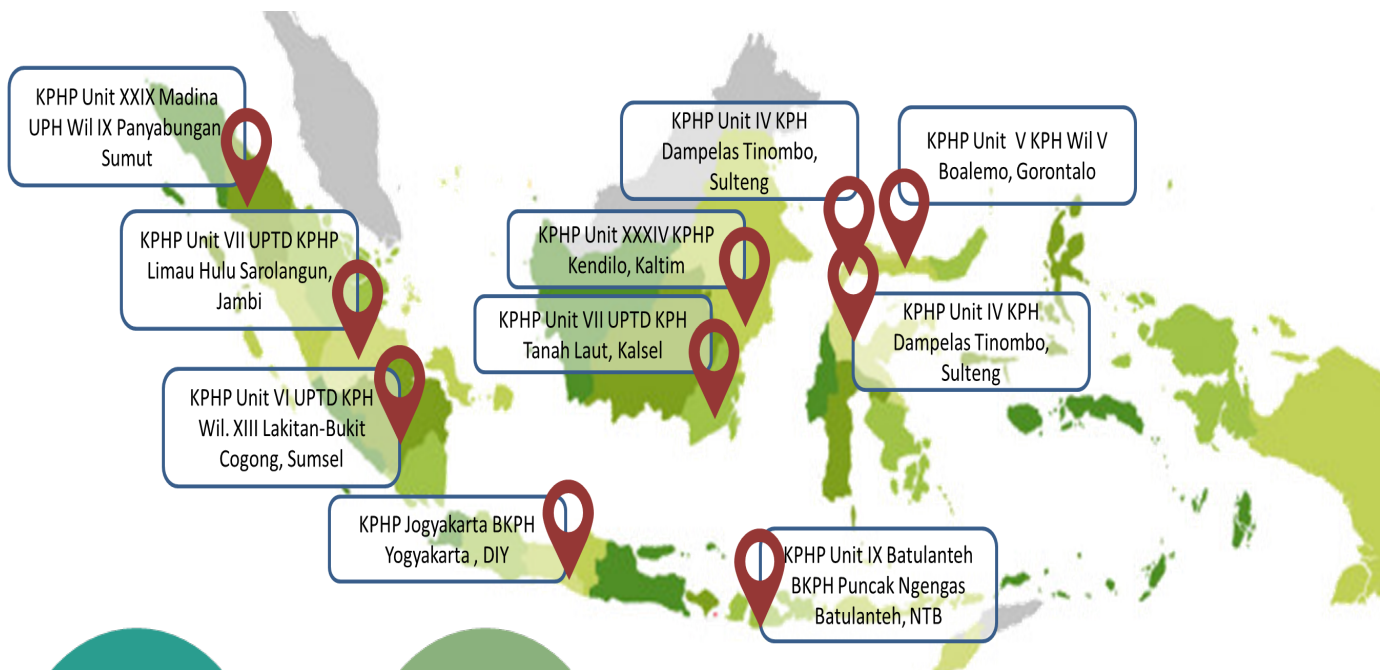 KPHP Unit XXIX Madina
UPH Wil IX Panyabungan
Sumut
KPHP Unit IV KPH
Dampelas Tinombo,
Sulteng
KPHP Unit  V KPH Wil V
Boalemo, Gorontalo
KPHP Unit VII UPTD KPHP
Limau Hulu Sarolangun,
Jambi
KPHP Unit XXXIV KPHP
Kendilo, Kaltim
KPHP Unit VII UPTD KPH
Tanah Laut, Kalsel
KPHP Unit IV KPH
Dampelas Tinombo,
Sulteng
KPHP Unit VI UPTD KPH
Wil. XIII Lakitan-Bukit
Cogong, Sumsel
KPHP Jogyakarta BKPH
Yogyakarta , DIY
KPHP Unit IX Batulanteh
BKPH Puncak Ngengas
Batulanteh, NTB